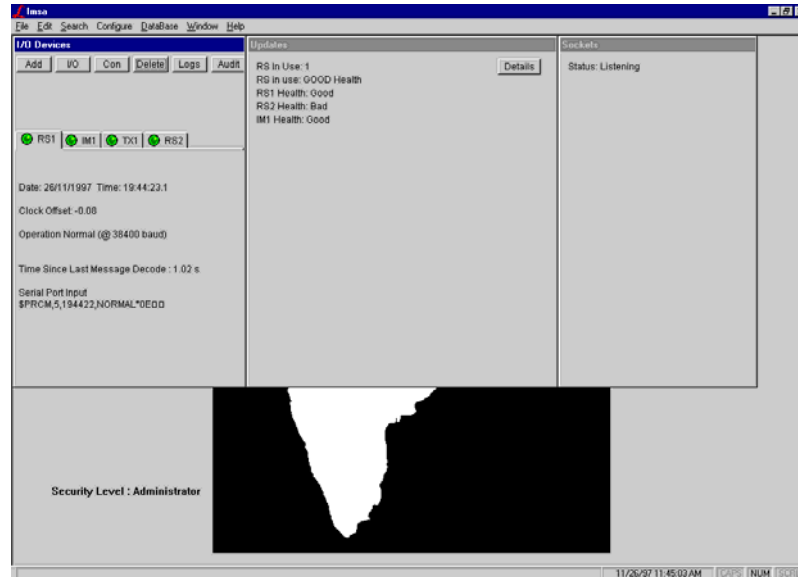 Imsa
File Edit Search Configure DataBase Window Help
I/O Devices
Add I/O Con Delete Logs Audit
RS1 IM1 TX1 RS2
Date: 26/11/1997 Time: 19:44:23.1
Clock Offset: -0.08
Operation Normal (@ 38400 baud)
Time Since Last Message Decode : 1.02 s
Serial Port Input
$PRCM,5,194422,NORMAL*0E□□
Updates
RS In Use: 1
RS in use: GOOD Health
RS1 Health: Good
RS2 Health: Bad
IM1 Health: Good
Details
Sockets
Status: Listening
Security Level : Administrator
11/26/97 11:45:03 AM CAPS NUM SCRL